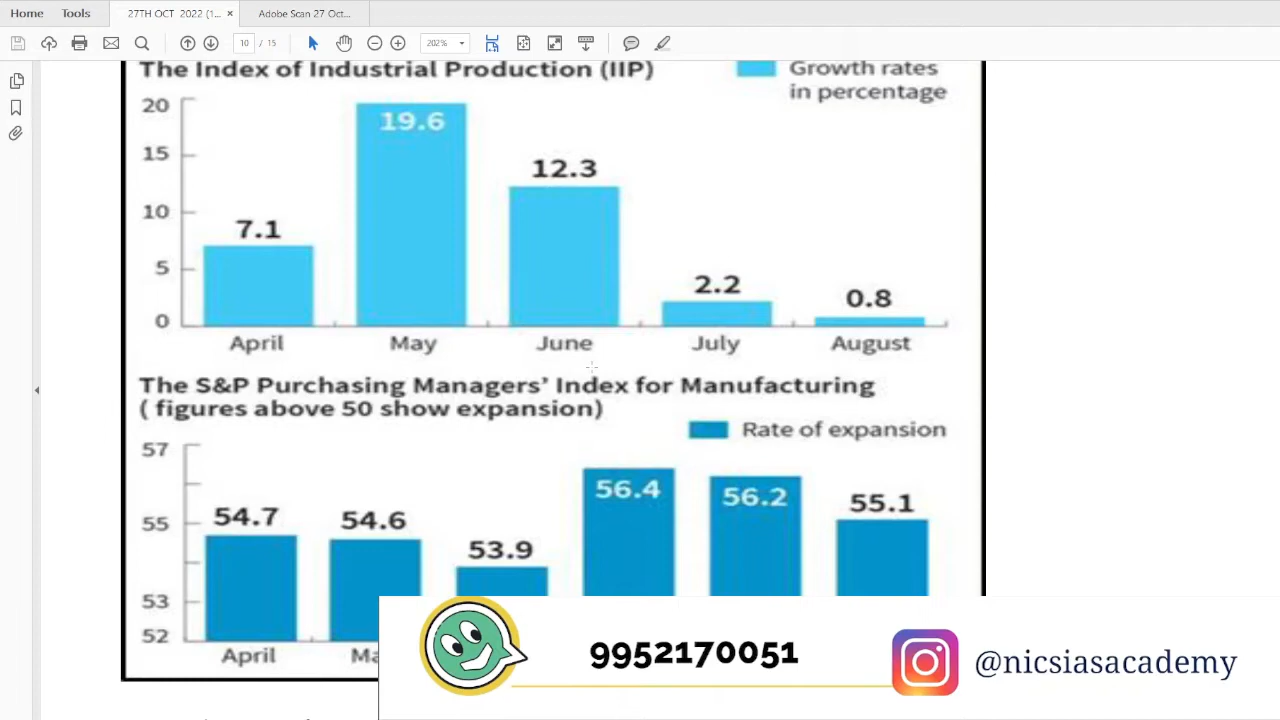 Home Tools 27TH OCT 2022 (1... × Adobe Scan 27 Oct...
10 / 15 202%
The Index of Industrial Production (IIP)
Growth rates
in percentage
20
15
10
5
0
7.1
19.6
12.3
2.2
0.8
April May June July August
The S&P Purchasing Managers' Index for Manufacturing
( figures above 50 show expansion)
Rate of expansion
57
55
53
52
54.7
54.6
53.9
56.4
56.2
55.1
April
9952170051
@nicsiasacademy